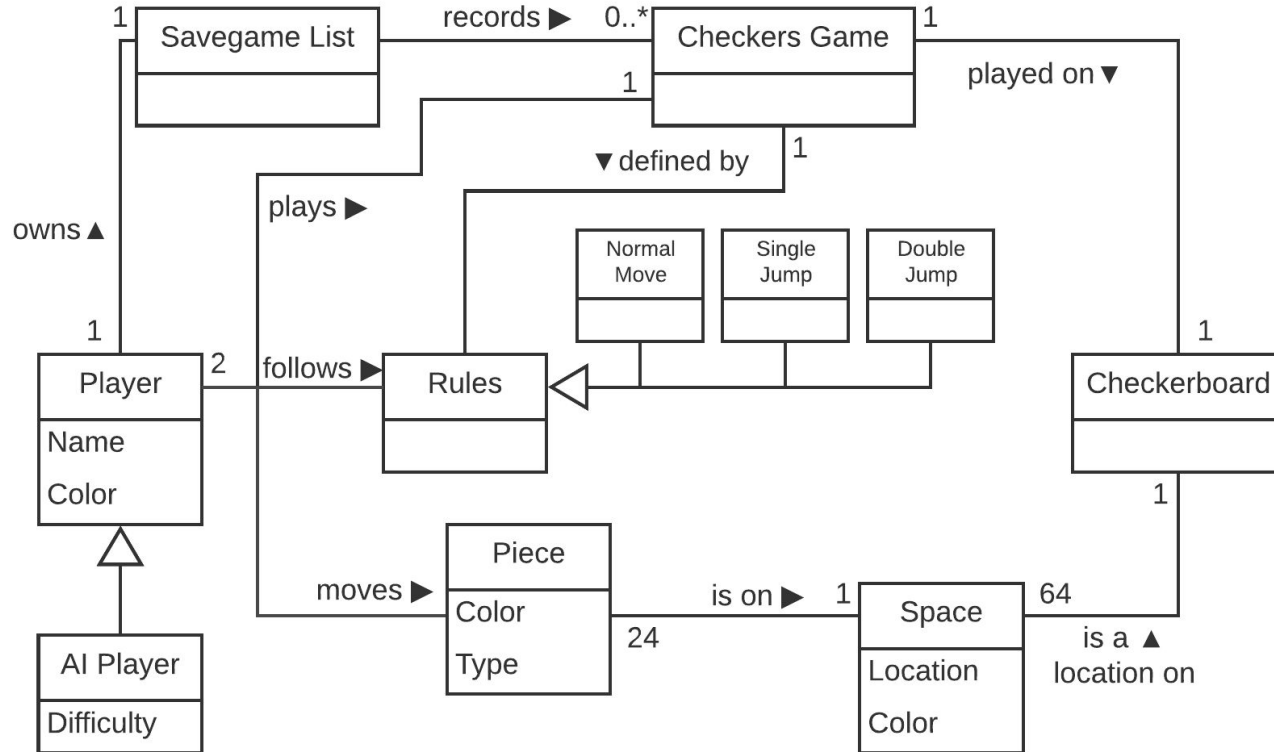 1
Savegame List
records ▶
0..*
Checkers Game
1
played on ▼
1
▼ defined by
1
plays ▶
owns ▲
Normal
Move
Single
Jump
Double
Jump
1
1
Player
2
follows ▶
Rules
Checkerboard
Name
Color
1
Piece
moves ▶
Color
Type
is on ▶
24
1
Space
64
is a ▲
location on
Location
Color
AI Player
Difficulty